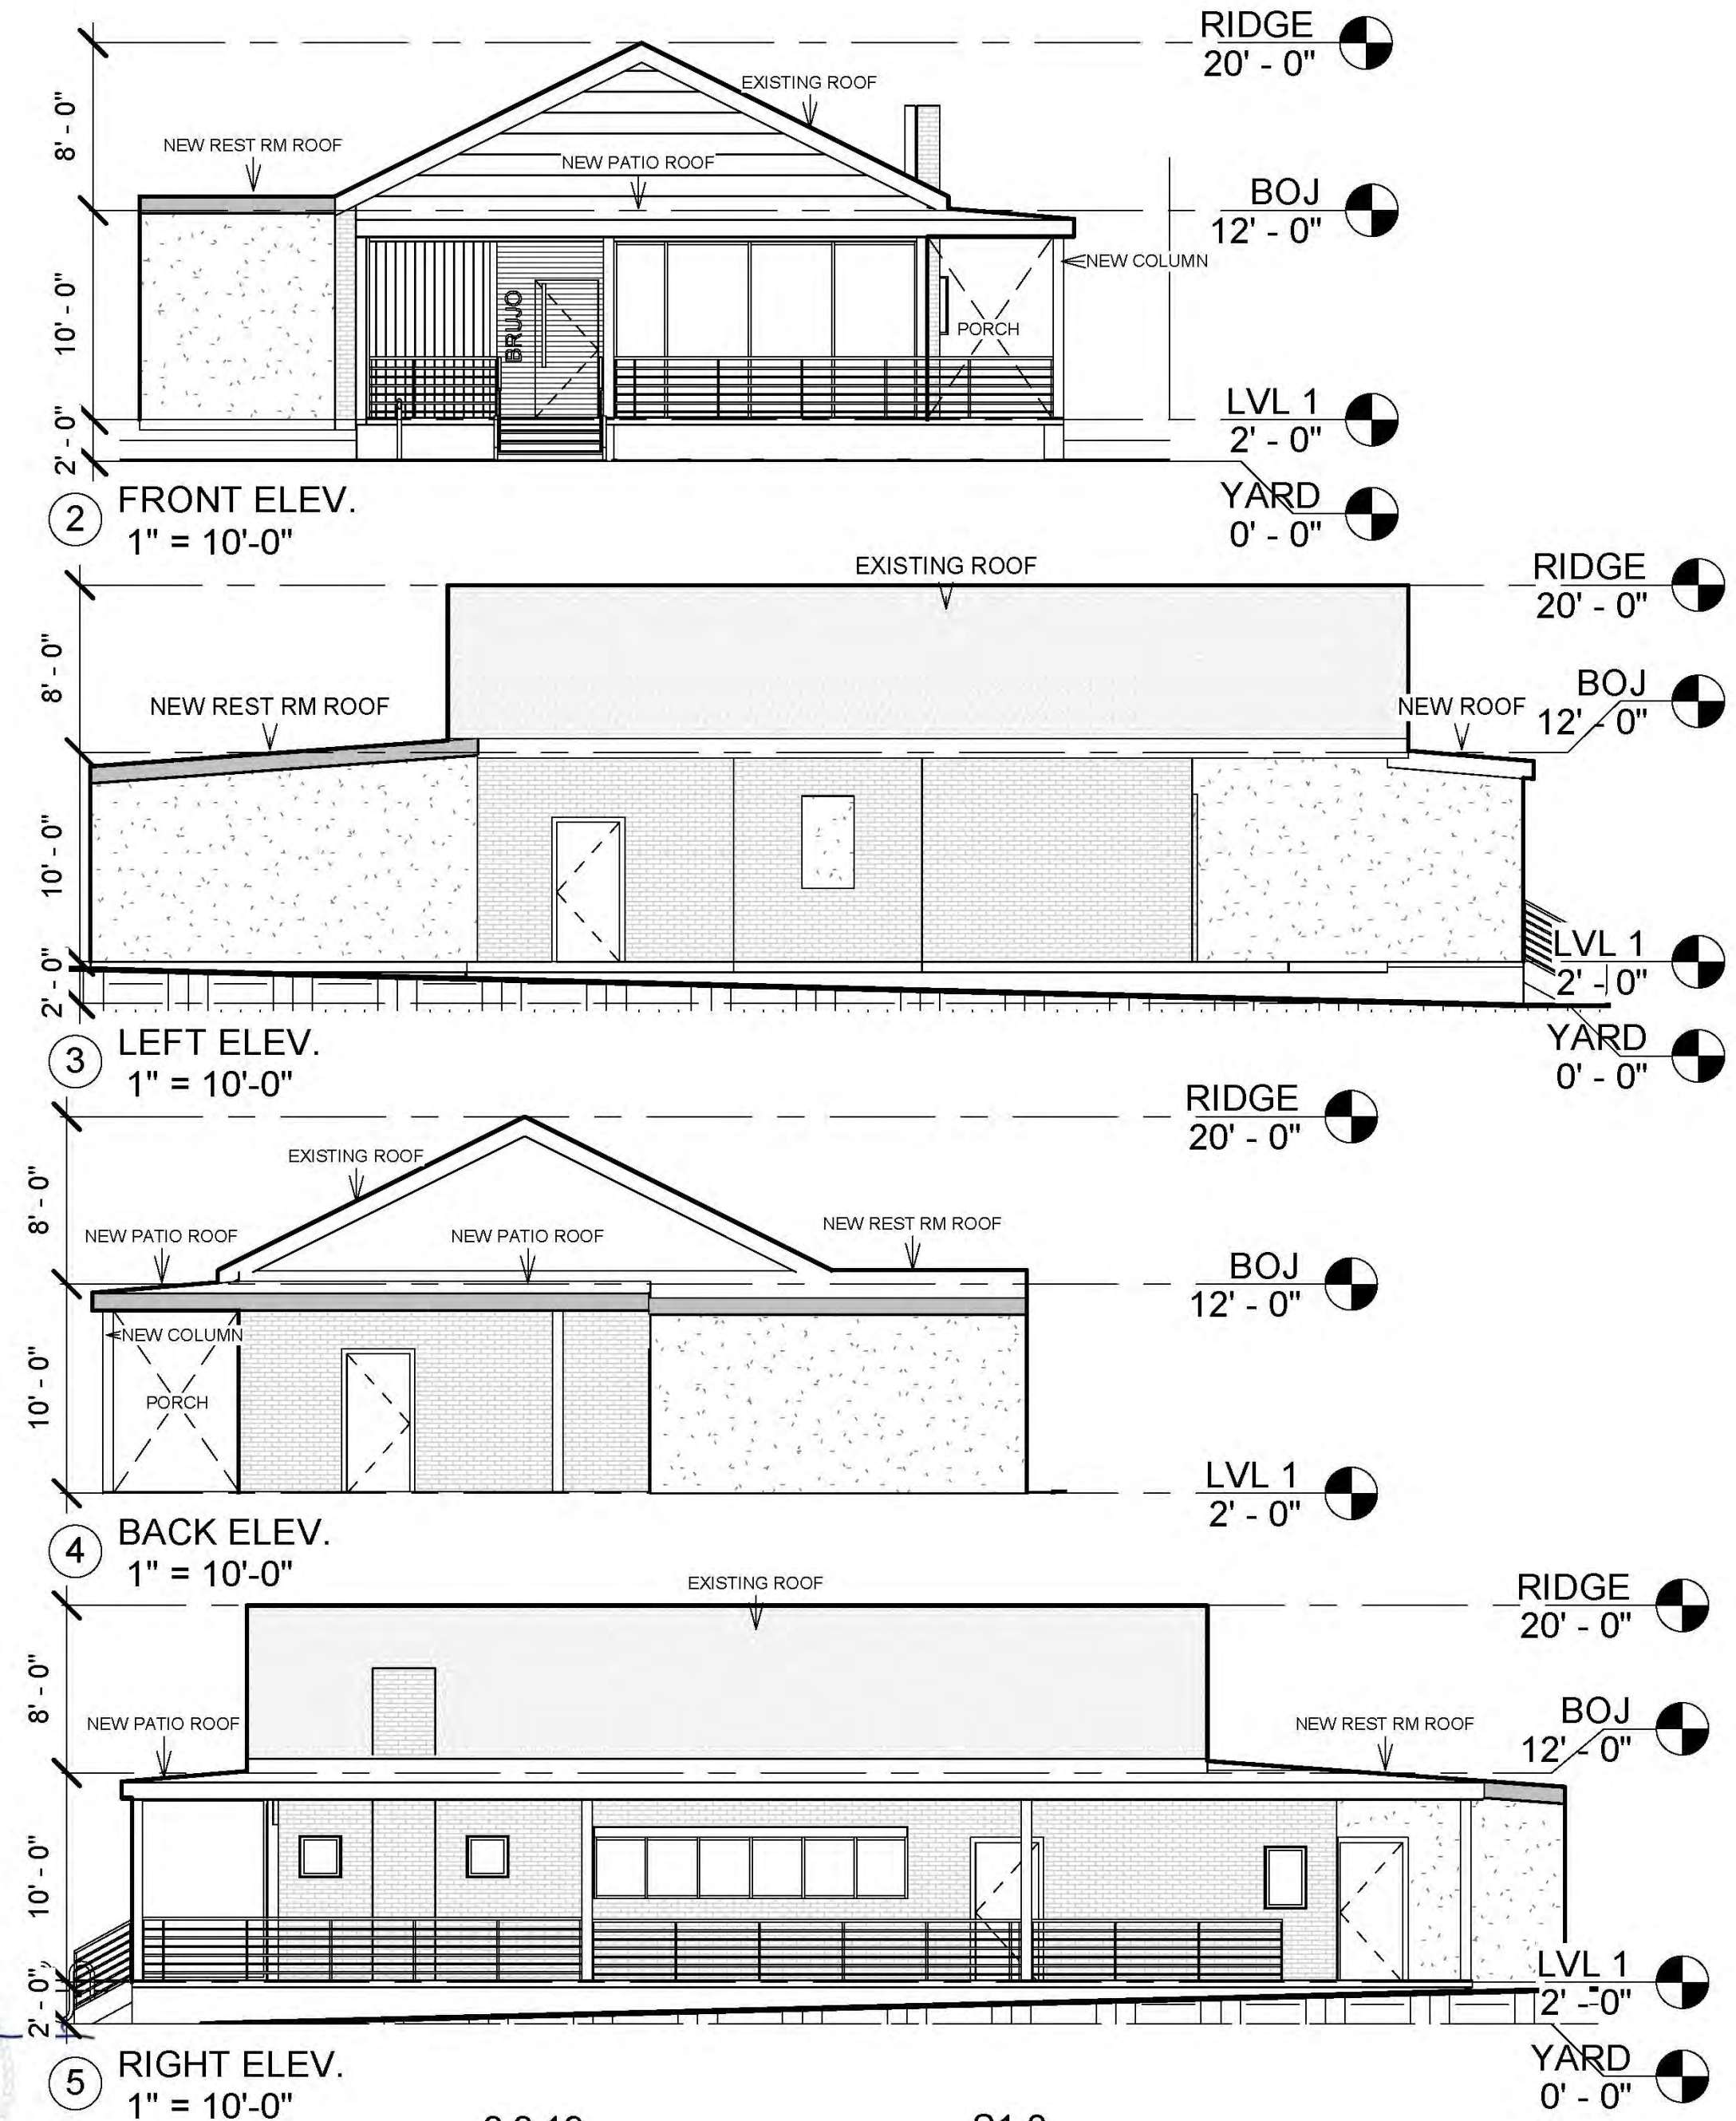 RIDGE
20' - 0"
EXISTING ROOF
8' - 0"
NEW REST RM ROOF
NEW PATIO ROOF
BOJ
12' - 0"
NEW COLUMN
10' - 0"
BRUJO
PORCH
LVL 1
2' - 0"
2' - 0"
YARD
0' - 0"
2
FRONT ELEV.
1" = 10'-0"
EXISTING ROOF
RIDGE
20' - 0"
8' - 0"
NEW REST RM ROOF
NEW ROOF
BOJ
12' - 0"
10' - 0"
LVL 1
2' - 0"
2' - 0"
YARD
0' - 0"
3
LEFT ELEV.
1" = 10'-0"
RIDGE
20' - 0"
EXISTING ROOF
8' - 0"
NEW PATIO ROOF
NEW PATIO ROOF
NEW REST RM ROOF
BOJ
12' - 0"
NEW COLUMN
10' - 0"
PORCH
LVL 1
2' - 0"
4
BACK ELEV.
1" = 10'-0"
EXISTING ROOF
RIDGE
20' - 0"
8' - 0"
NEW PATIO ROOF
NEW REST RM ROOF
BOJ
12' - 0"
10' - 0"
LVL 1
2' - 0"
2' - 0"
YARD
0' - 0"
5
RIGHT ELEV.
1" = 10'-0"